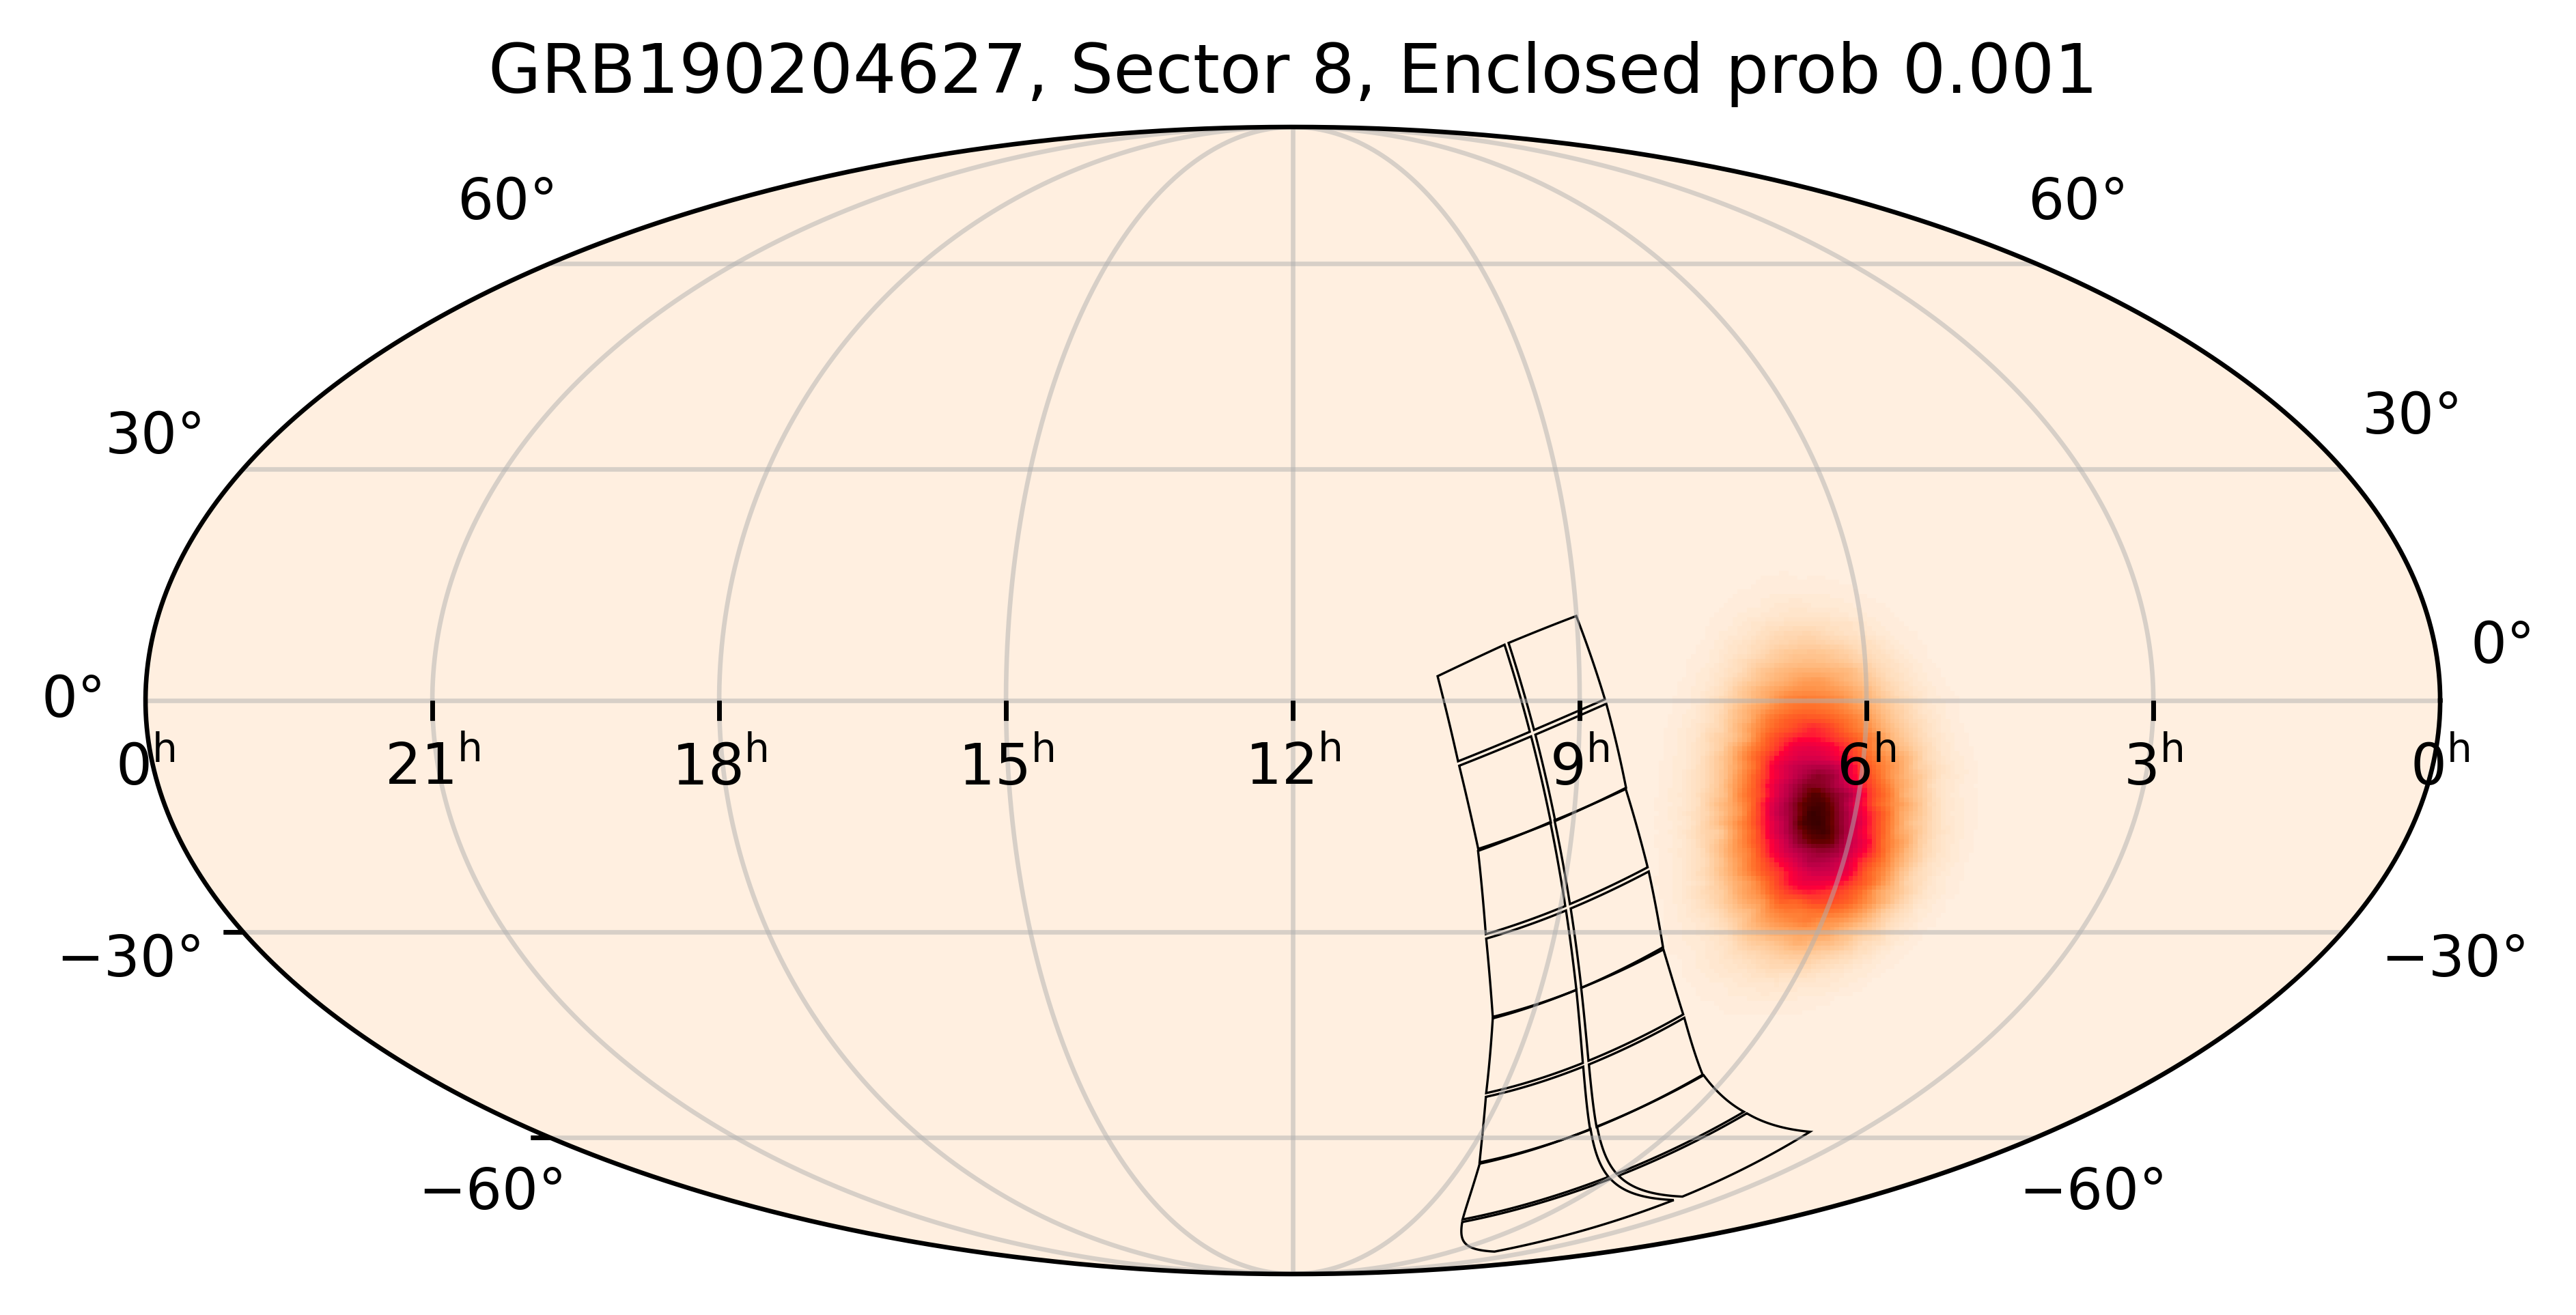 GRB190204627, Sector 8, Enclosed prob 0.001
60° 60°
30° 30°
0° 0°
0ʰ 21ʰ 18ʰ 15ʰ 12ʰ 9ʰ 6ʰ 3ʰ 0ʰ
−30° −30°
−60° −60°